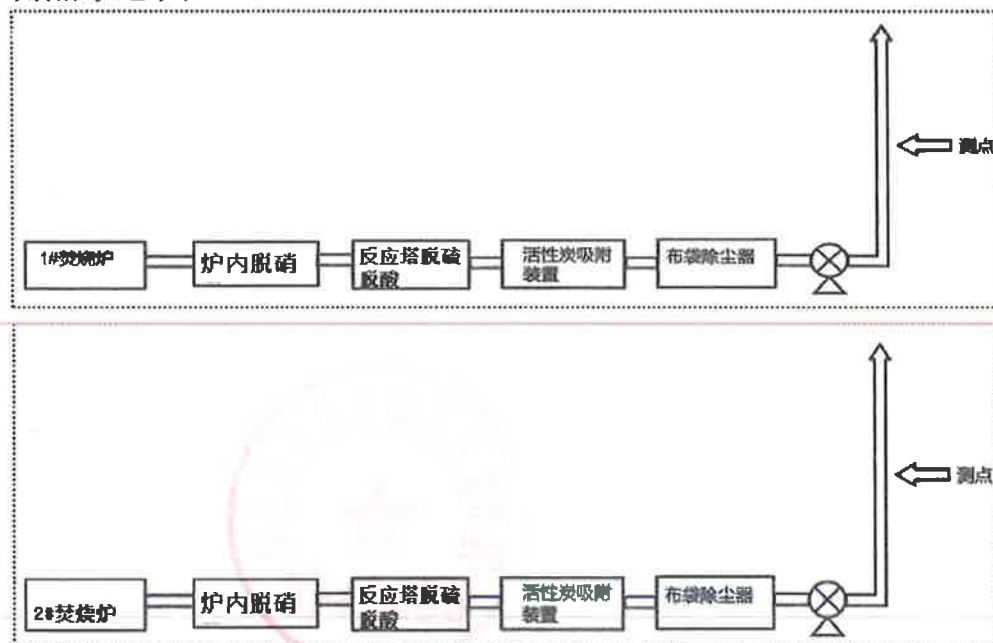 测点
1#焚烧炉
炉内脱硝
反应塔脱硫
脱酸
活性炭吸附
装置
布袋除尘器
测点
2#焚烧炉
炉内脱硝
反应塔脱硫
脱酸
活性炭吸附
装置
布袋除尘器